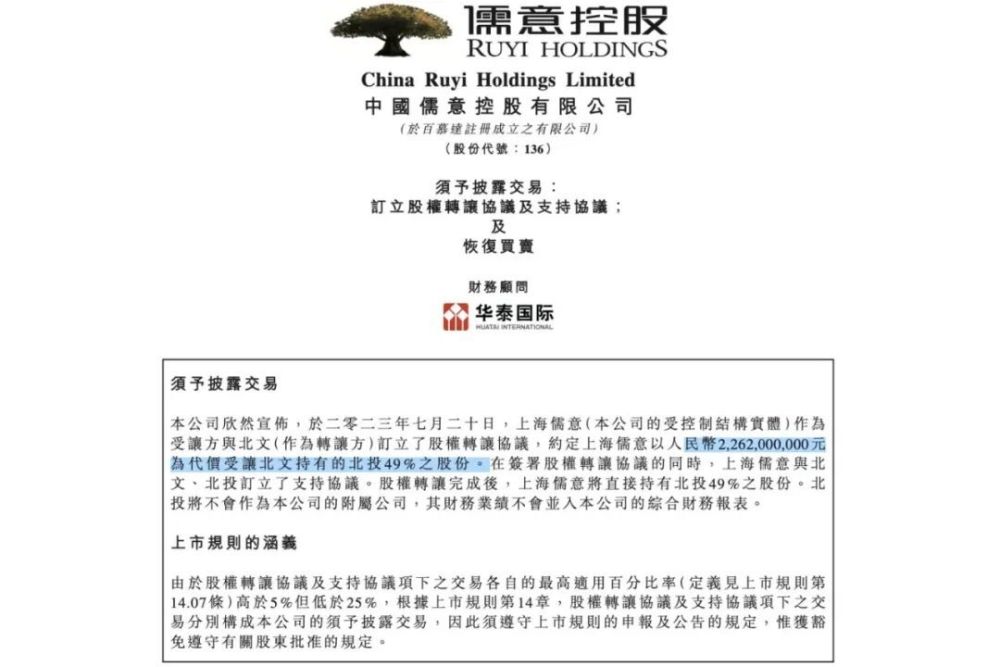 儒意控股
RUYI HOLDINGS
China Ruyi Holdings Limited
中國儒意控股有限公司
(於百慕達註冊成立之有限公司)
(股份代號：136)
須予披露交易：
訂立股權轉讓協議及支持協議；
及
恢復買賣
財務顧問
华泰国际
HUATAI INTERNATIONAL
須予披露交易
本公司欣然宣佈，於二零二三年七月二十日，上海儒意(本公司的受控制結構實體)作為
受讓方與北文(作為轉讓方)訂立了股權轉讓協議，約定上海儒意以人民幣2,262,000,000元
為代價受讓北文持有的北投49%之股份。在簽署股權轉讓協議的同時，上海儒意與北
文、北投訂立了支持協議。股權轉讓完成後，上海儒意將直接持有北投49%之股份。北
投將不會作為本公司的附屬公司，其財務業績不會並入本公司的綜合財務報表。
上市規則的涵義
由於股權轉讓協議及支持協議項下之交易各自的最高適用百分比率(定義見上市規則第
14.07條)高於5%但低於25%，根據上市規則第14章，股權轉讓協議及支持協議項下之交
易分別構成本公司的須予披露交易，因此須遵守上市規則的申報及公告的規定，惟獲豁
免遵守有關股東批准的規定。